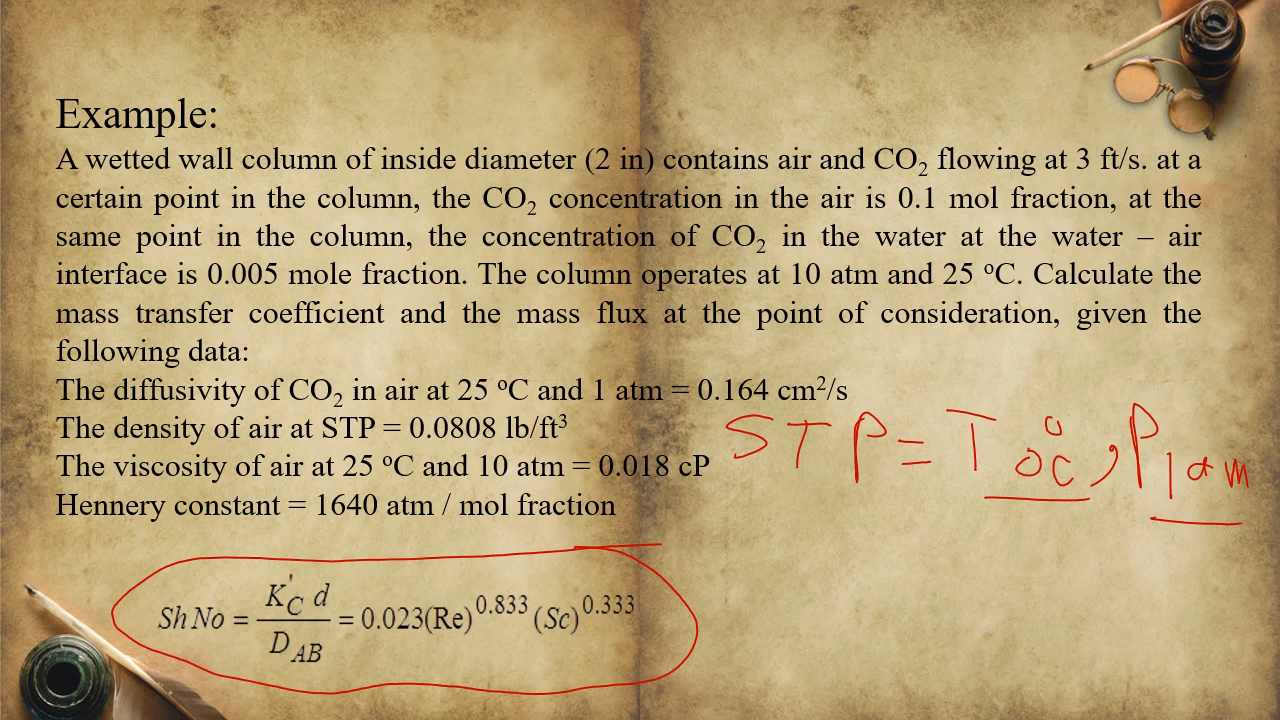 Example:
A wetted wall column of inside diameter (2 in) contains air and CO₂ flowing at 3 ft/s. at a
certain point in the column, the CO₂ concentration in the air is 0.1 mol fraction, at the
same point in the column, the concentration of CO₂ in the water at the water – air
interface is 0.005 mole fraction. The column operates at 10 atm and 25 ºC. Calculate the
mass transfer coefficient and the mass flux at the point of consideration, given the
following data:
The diffusivity of CO₂ in air at 25 ºC and 1 atm = 0.164 cm²/s
The density of air at STP = 0.0808 lb/ft³
The viscosity of air at 25 ºC and 10 atm = 0.018 cP
Hennery constant = 1640 atm / mol fraction
STP = T 0°C, P 1 atm
Sh No = K'_C d / D_AB = 0.023(Re)^0.833 (Sc)^0.333